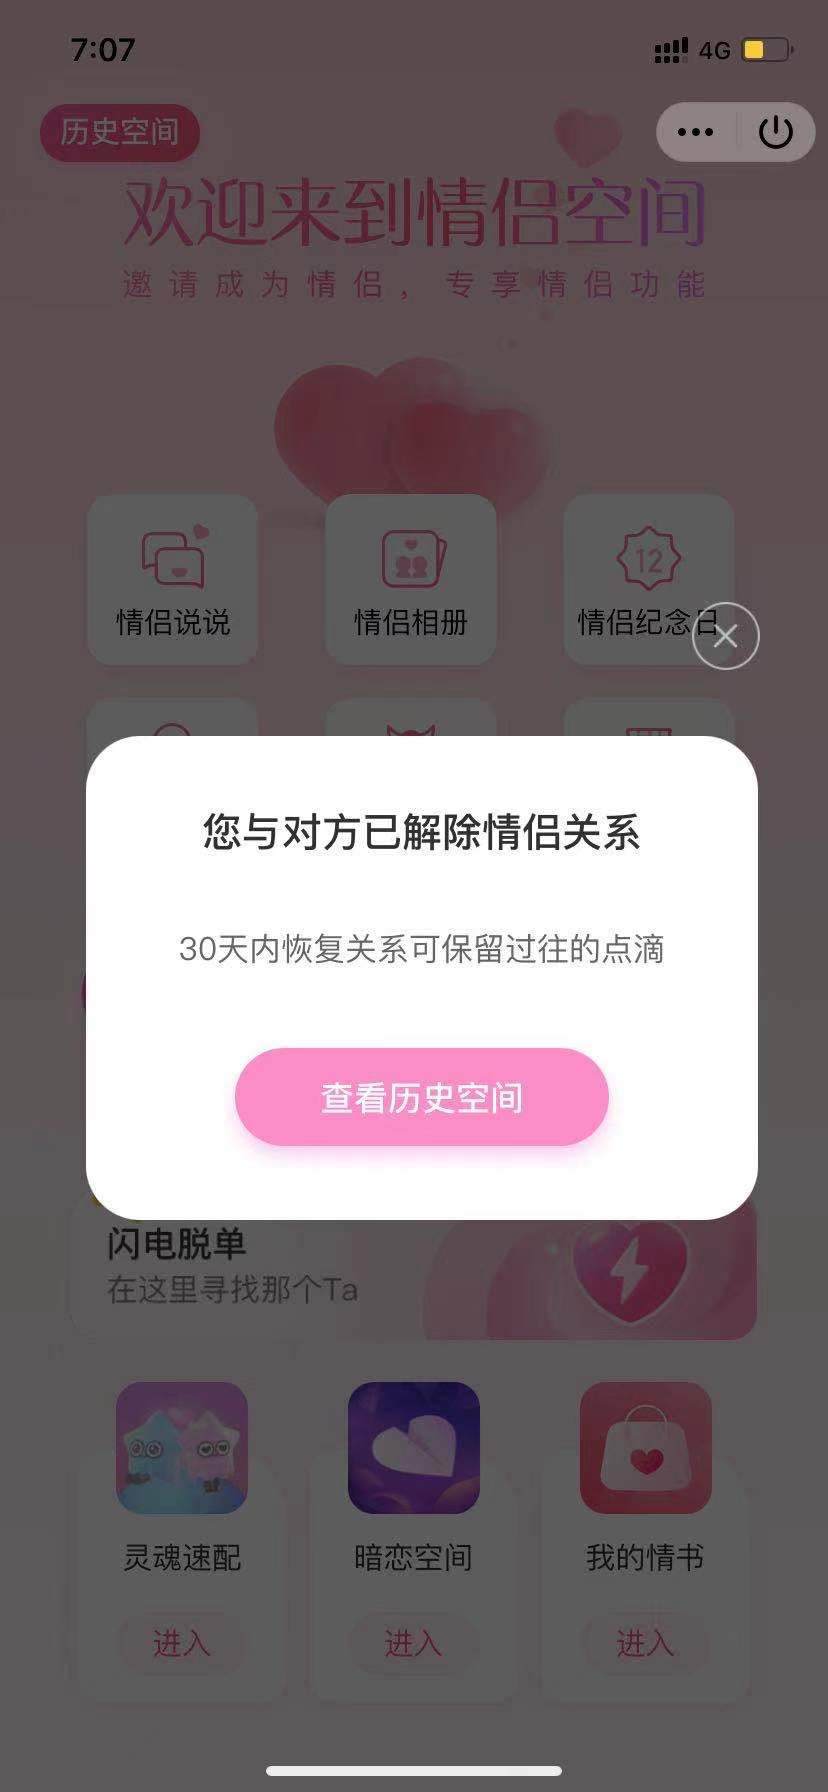 7:07
4G
历史空间
欢迎来到情侣空间
邀请成为情侣，专享情侣功能
情侣说说
情侣相册
12
情侣纪念日
您与对方已解除情侣关系
30天内恢复关系可保留过往的点滴
查看历史空间
闪电脱单
在这里寻找那个Ta
灵魂速配
暗恋空间
我的情书
进入
进入
进入